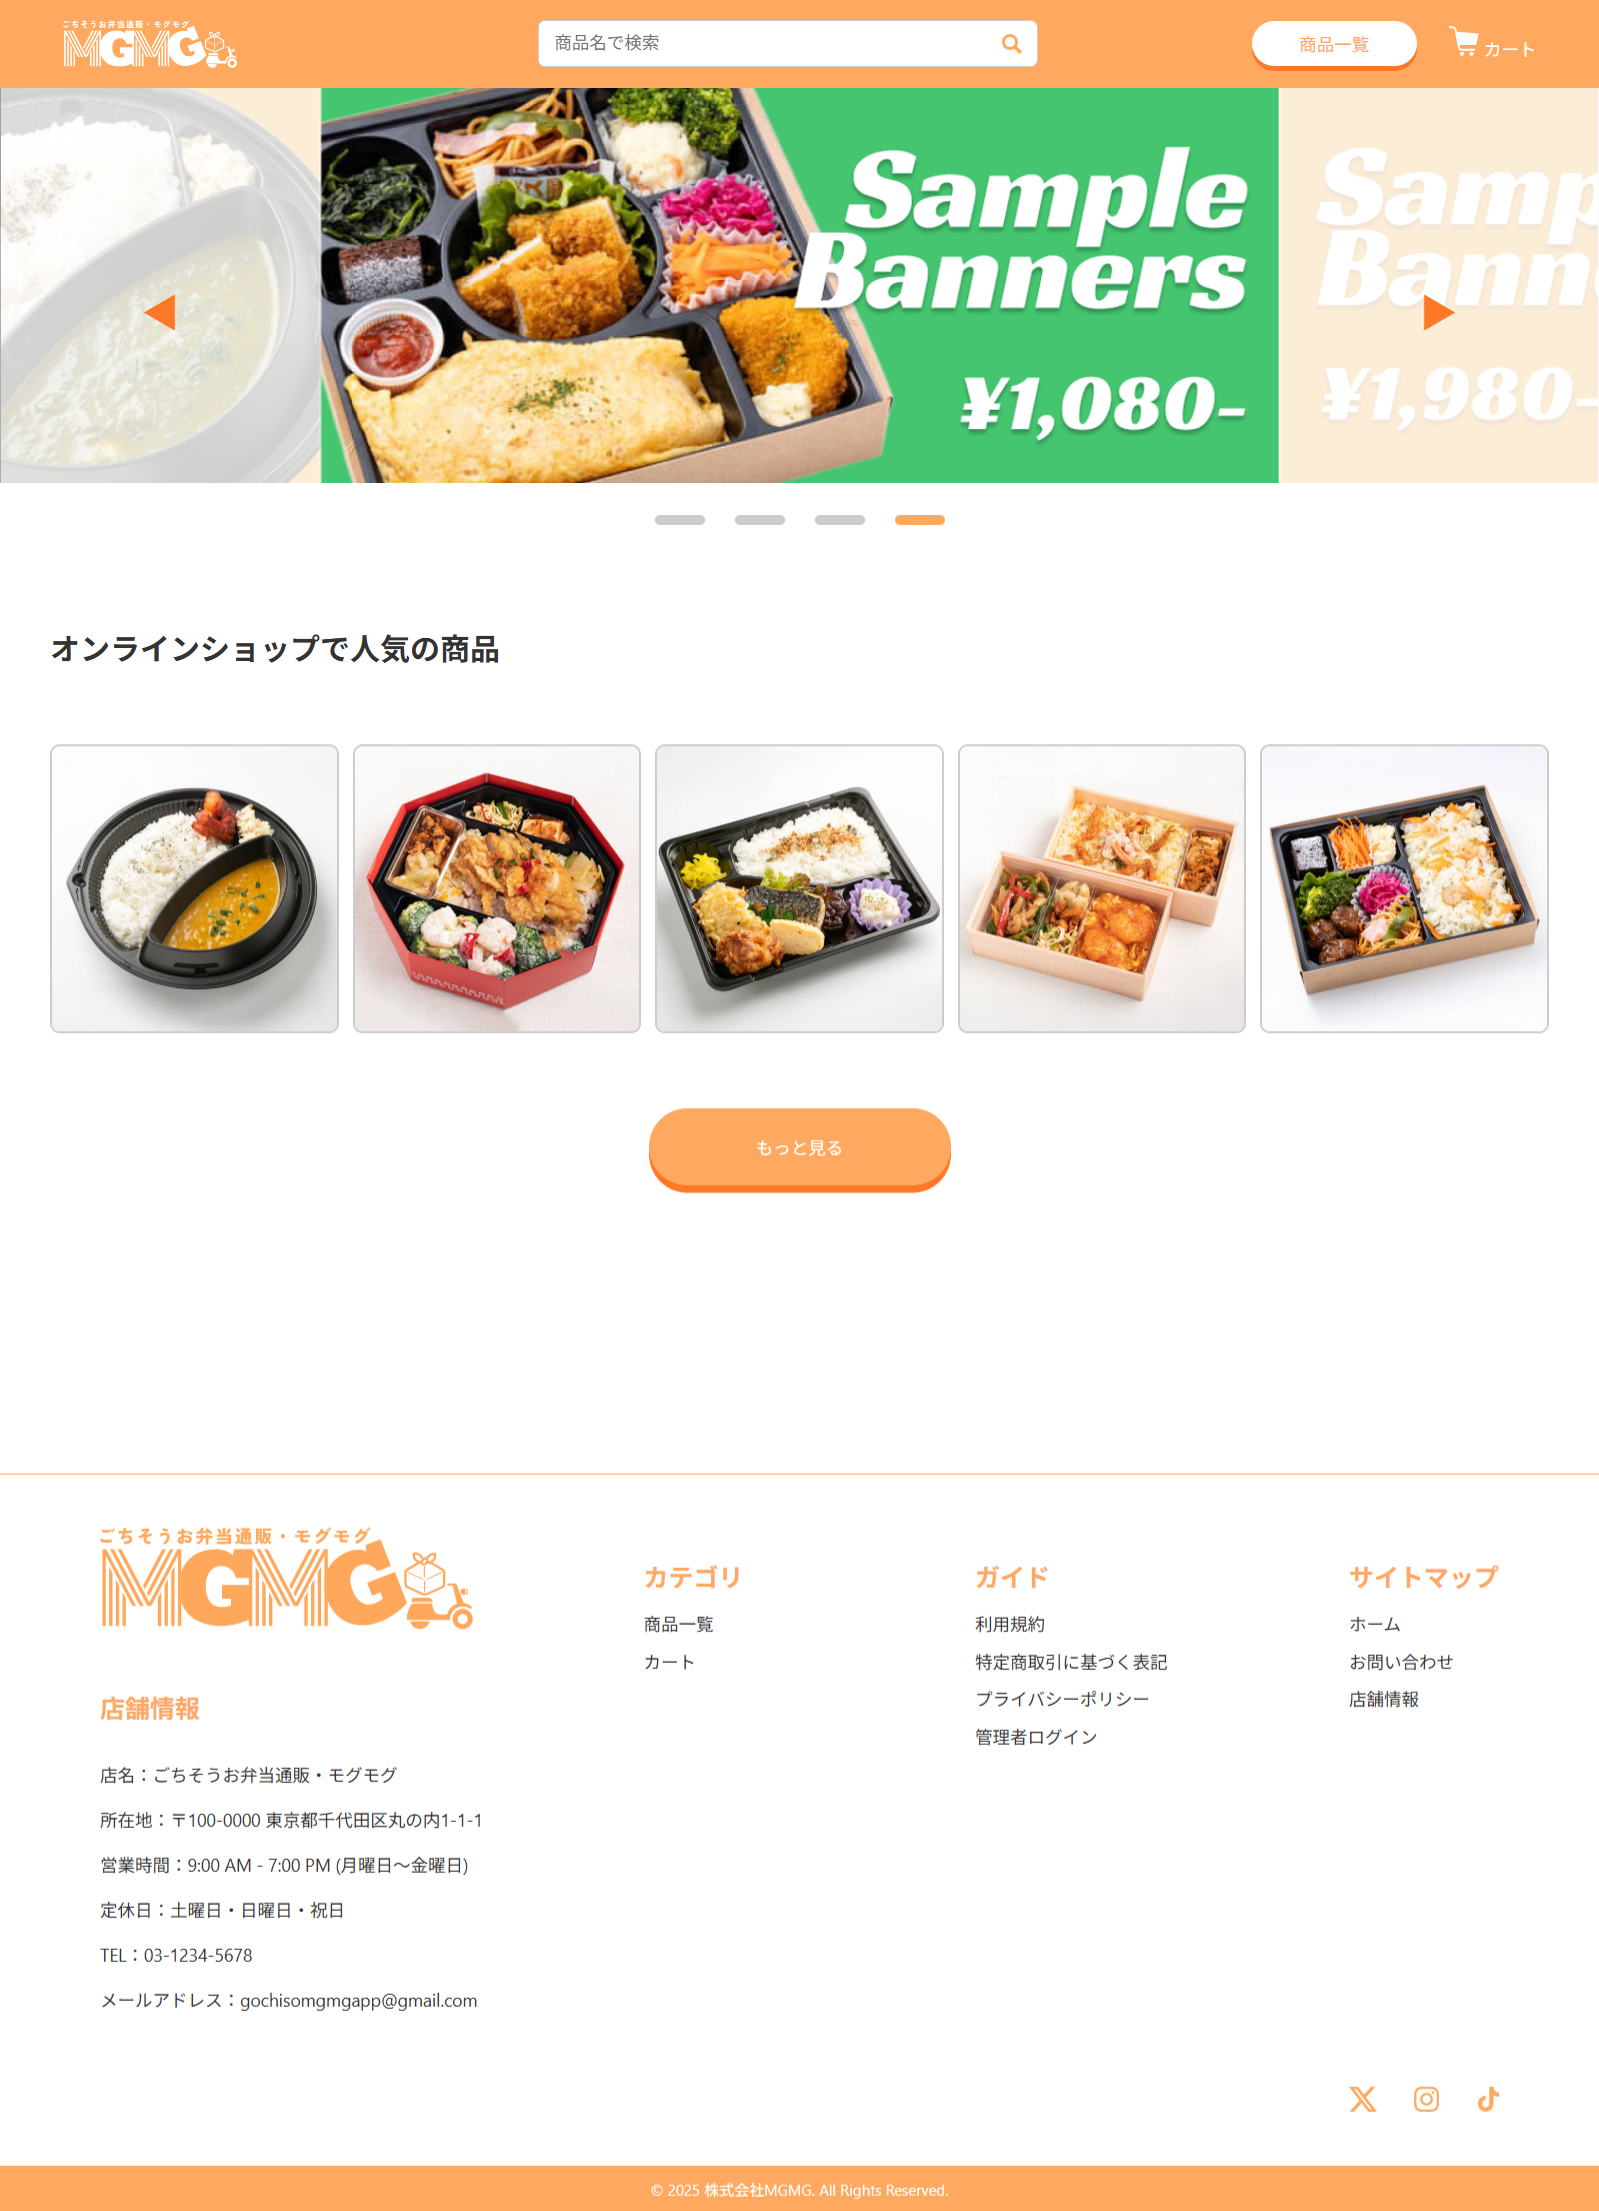 ごちそうお弁当通販・モグモグ
MGMG
商品名で検索
商品一覧
カート
Sample
Banners
¥1,080-
Samp
Bann
¥1,980-
オンラインショップで人気の商品
もっと見る
ごちそうお弁当通販・モグモグ
MGMG
店舗情報
店名：ごちそうお弁当通販・モグモグ
所在地：〒100-0000 東京都千代田区丸の内1-1-1
営業時間：9:00 AM - 7:00 PM (月曜日～金曜日)
定休日：土曜日・日曜日・祝日
TEL：03-1234-5678
メールアドレス：gochisomgmgapp@gmail.com
カテゴリ
商品一覧
カート
ガイド
利用規約
特定商取引に基づく表記
プライバシーポリシー
管理者ログイン
サイトマップ
ホーム
お問い合わせ
店舗情報
© 2025 株式会社MGMG. All Rights Reserved.